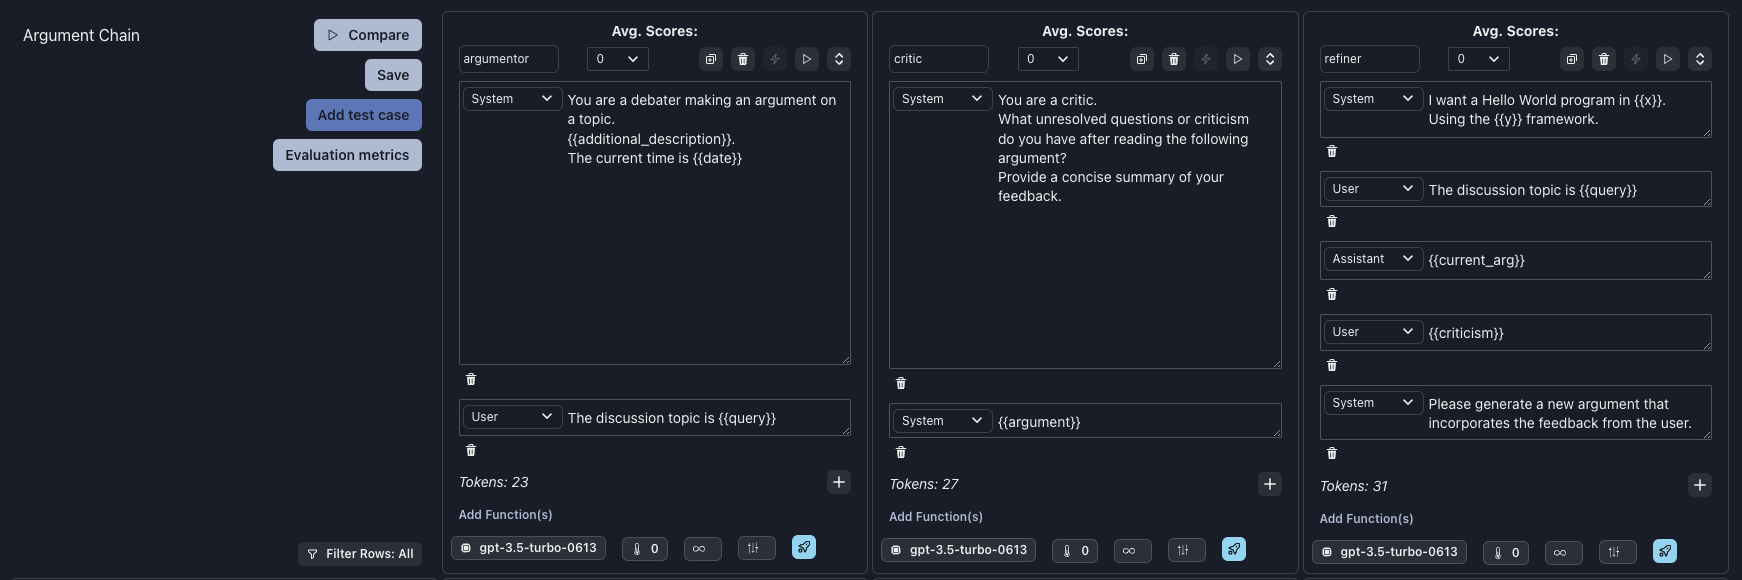 Argument Chain
Compare
Save
Add test case
Evaluation metrics
Filter Rows: All
Avg. Scores:
argumentor
0
System
You are a debater making an argument on
a topic.
{{additional_description}}.
The current time is {{date}}
User
The discussion topic is {{query}}
Tokens: 23
Add Function(s)
gpt-3.5-turbo-0613
0
Avg. Scores:
critic
0
System
You are a critic.
What unresolved questions or criticism
do you have after reading the following
argument?
Provide a concise summary of your
feedback.
System
{{argument}}
Tokens: 27
Add Function(s)
gpt-3.5-turbo-0613
0
Avg. Scores:
refiner
0
System
I want a Hello World program in {{x}}.
Using the {{y}} framework.
User
The discussion topic is {{query}}
Assistant
{{current_arg}}
User
{{criticism}}
System
Please generate a new argument that
incorporates the feedback from the user.
Tokens: 31
Add Function(s)
gpt-3.5-turbo-0613
0